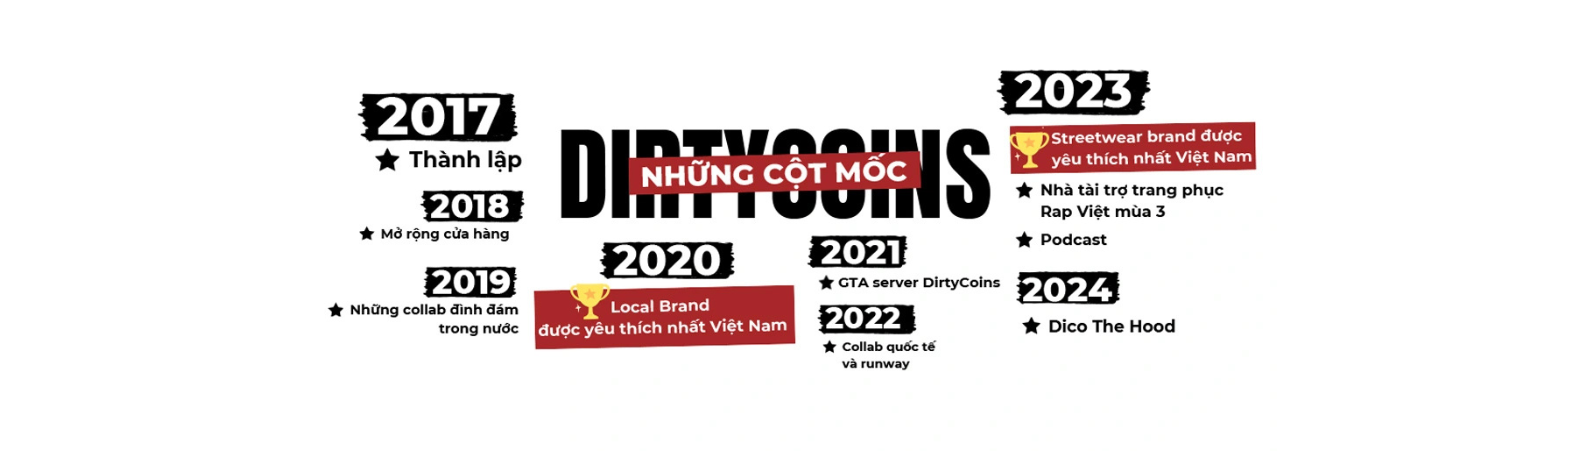 2017
Thành lập
2018
Mở rộng cửa hàng
2019
Những collab đình đám
trong nước
DIRTYCOINS
NHỮNG CỘT MỐC
2020
Local Brand
được yêu thích nhất Việt Nam
2021
GTA server DirtyCoins
2022
Collab quốc tế
và runway
2023
Streetwear brand được
yêu thích nhất Việt Nam
Nhà tài trợ trang phục
Rap Việt mùa 3
Podcast
2024
Dico The Hood